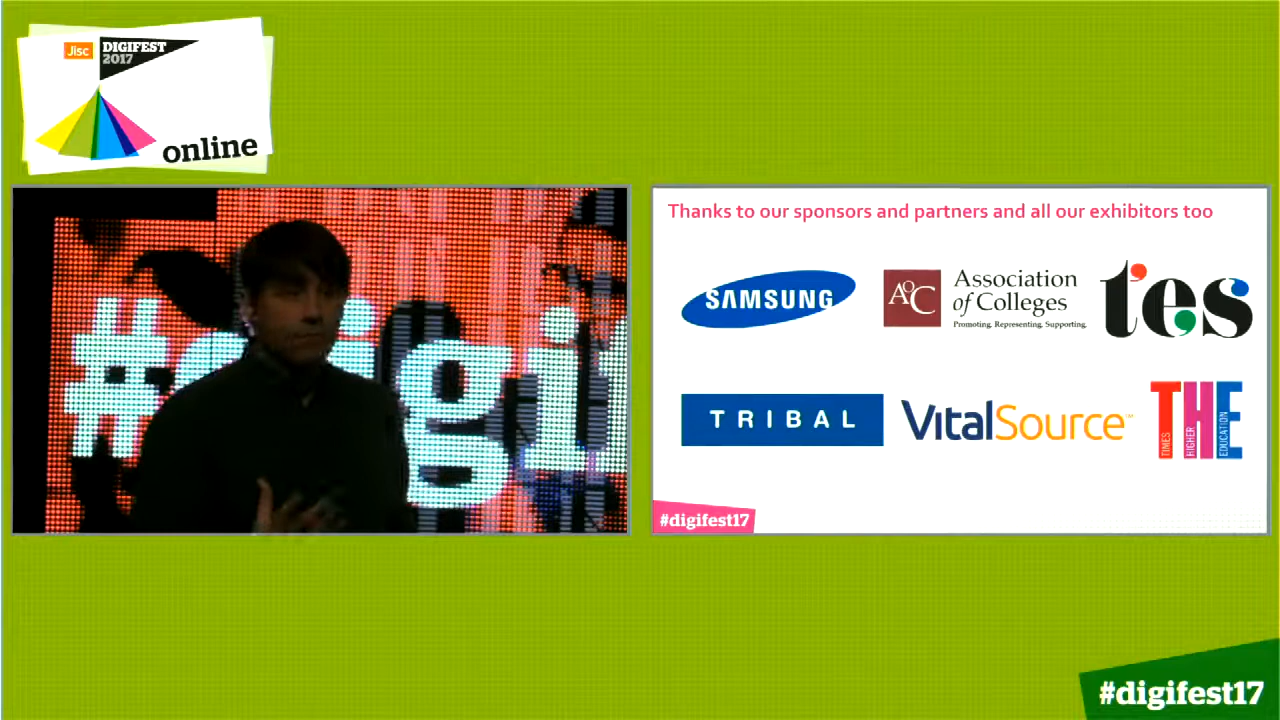 Jisc
DIGIFEST
2017
online
#digi
Thanks to our sponsors and partners and all our exhibitors too
SAMSUNG
AoC
Association
of Colleges
Promoting. Representing. Supporting.
tes
TRIBAL
VitalSource™
THE
TIMES
HIGHER
EDUCATION
#digifest17
#digifest17